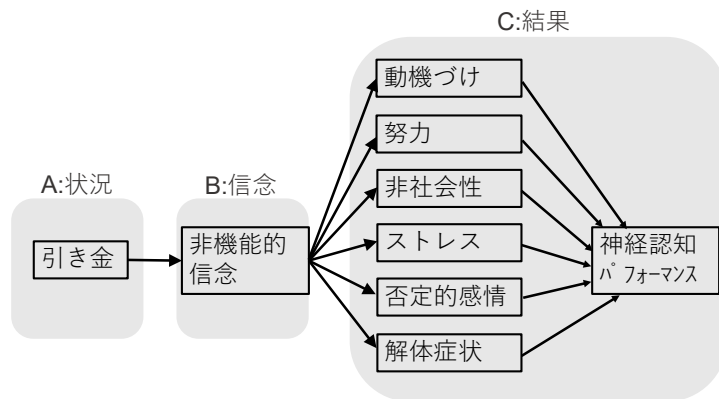 C:結果
動機づけ
努力
A:状況
B:信念
非社会性
引き金
非機能的
信念
ストレス
神経認知
ﾊﾟﾌｫｰﾏﾝｽ
否定的感情
解体症状